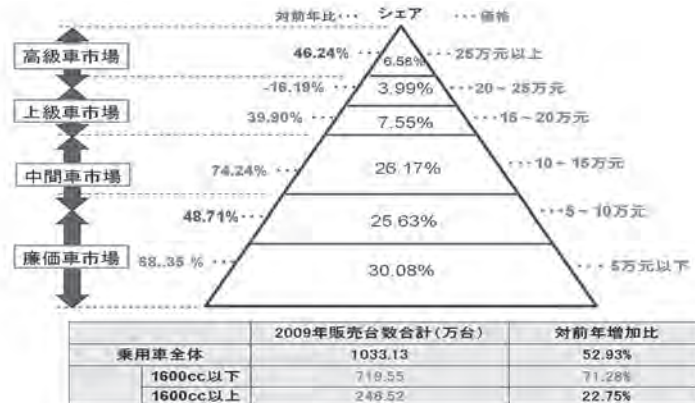 対前年比… シェア …価格
高級車市場
46.24%… 6.58% …25万元以上
-16.19%… 3.99% …20~25万元
上級車市場
39.90%… 7.55% …15~20万元
中間車市場
74.24%… 26.17% …10~15万元
48.71%… 25.63% …5~10万元
廉価車市場
30.08% …5万元以下
2009年販売台数合計(万台) 対前年増加比
乗用車全体 1033.13 52.93%
1600cc以下 719.55 71.28%
1600cc以上 22.75%